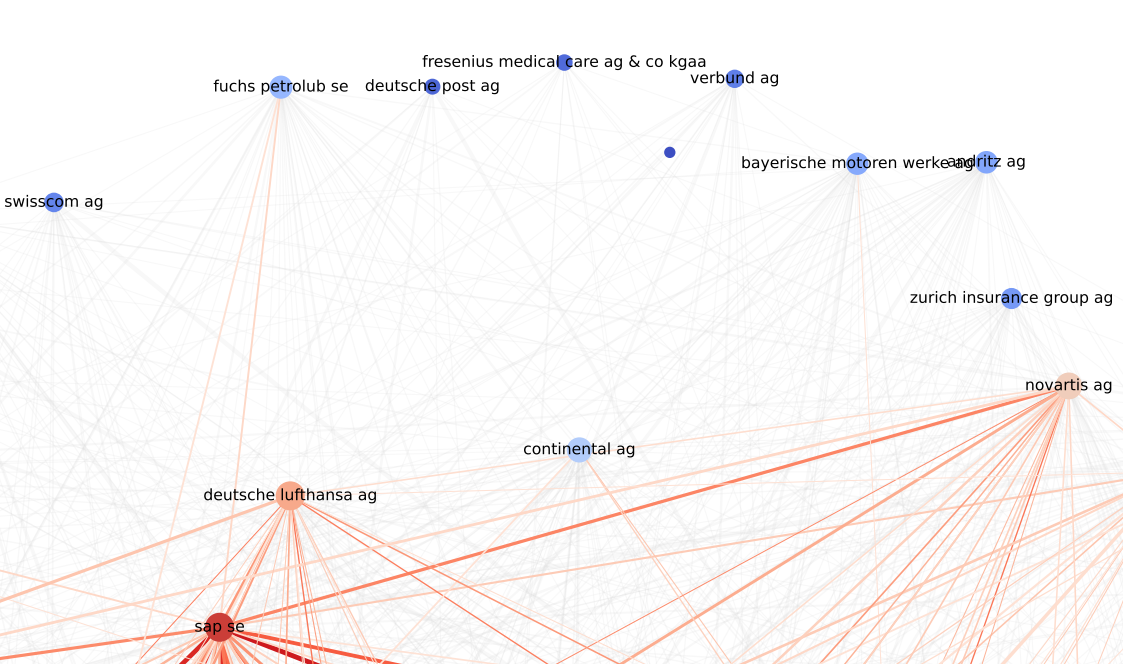 fresenius medical care ag & co kgaa
verbund ag
fuchs petrolub se
deutsche post ag
bayerische motoren werke ag
andritz ag
swisscom ag
zurich insurance group ag
novartis ag
continental ag
deutsche lufthansa ag
sap se